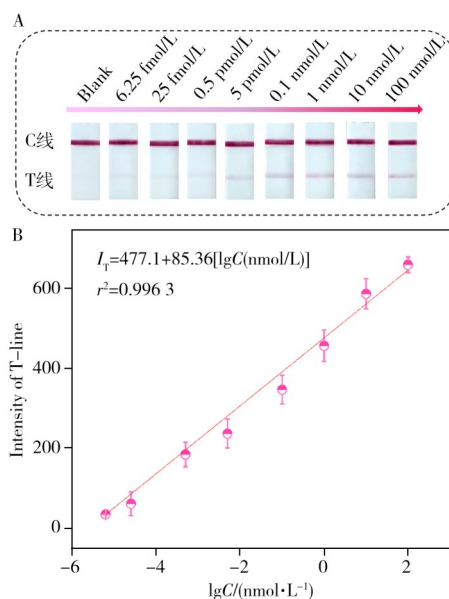 A
Blank
6.25 fmol/L
25 fmol/L
0.5 pmol/L
5 pmol/L
0.1 nmol/L
1 nmol/L
10 nmol/L
100 nmol/L
C线
T线
B
I_T=477.1+85.36[lgC(nmol/L)]
r²=0.996 3
Intensity of T-line
600
400
200
0
−6 −4 −2 0 2
lgC/(nmol·L⁻¹)